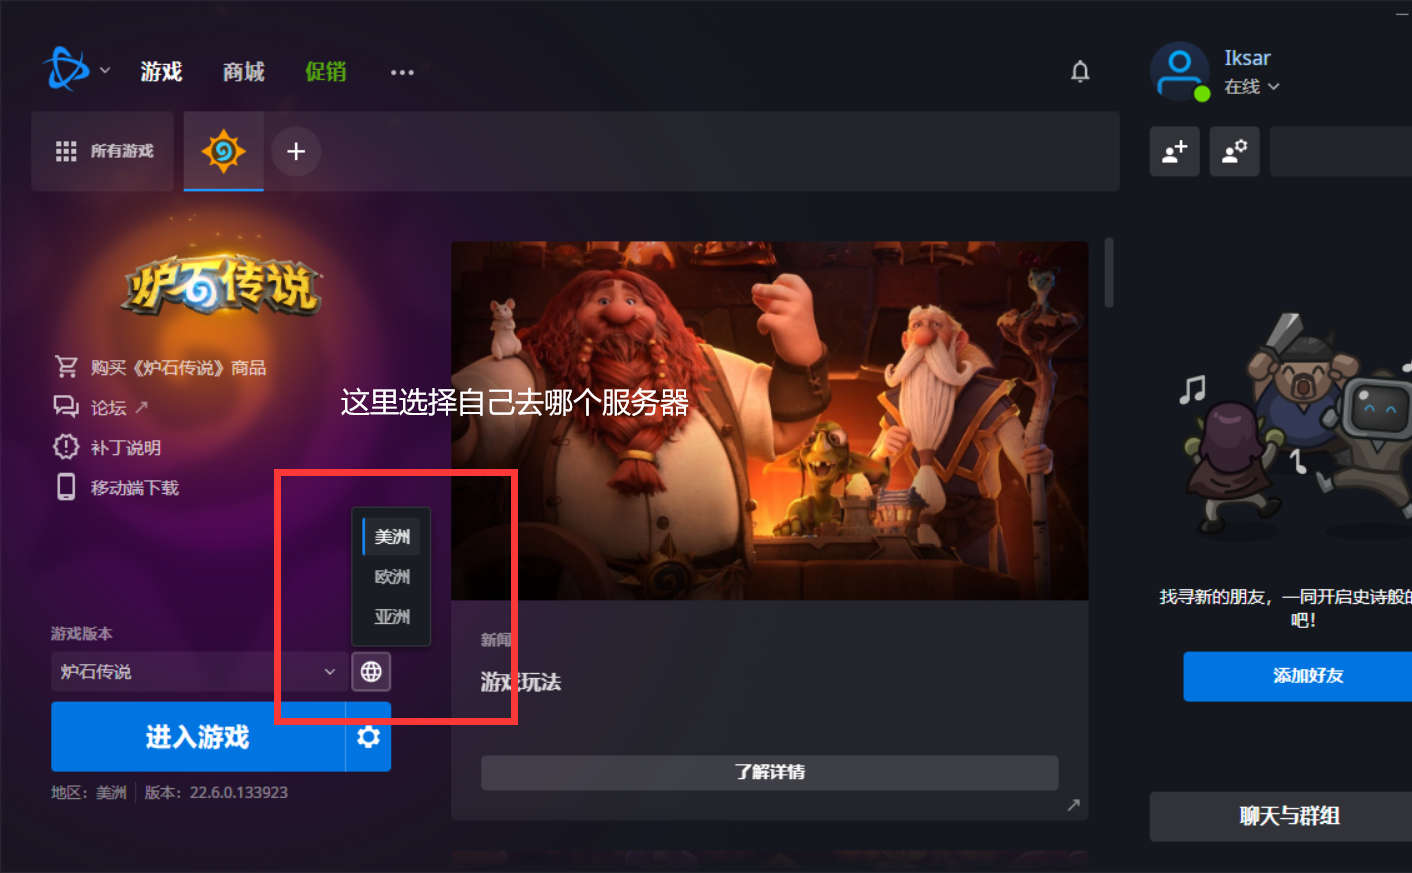 游戏
商城
促销
Iksar
在线
所有游戏
炉石传说
购买《炉石传说》商品
论坛
补丁说明
移动端下载
这里选择自己去哪个服务器
美洲
欧洲
亚洲
游戏版本
炉石传说
进入游戏
地区：美洲
版本：22.6.0.133923
新闻
游戏玩法
了解详情
找寻新的朋友，一同开启史诗般的
吧！
添加好友
聊天与群组